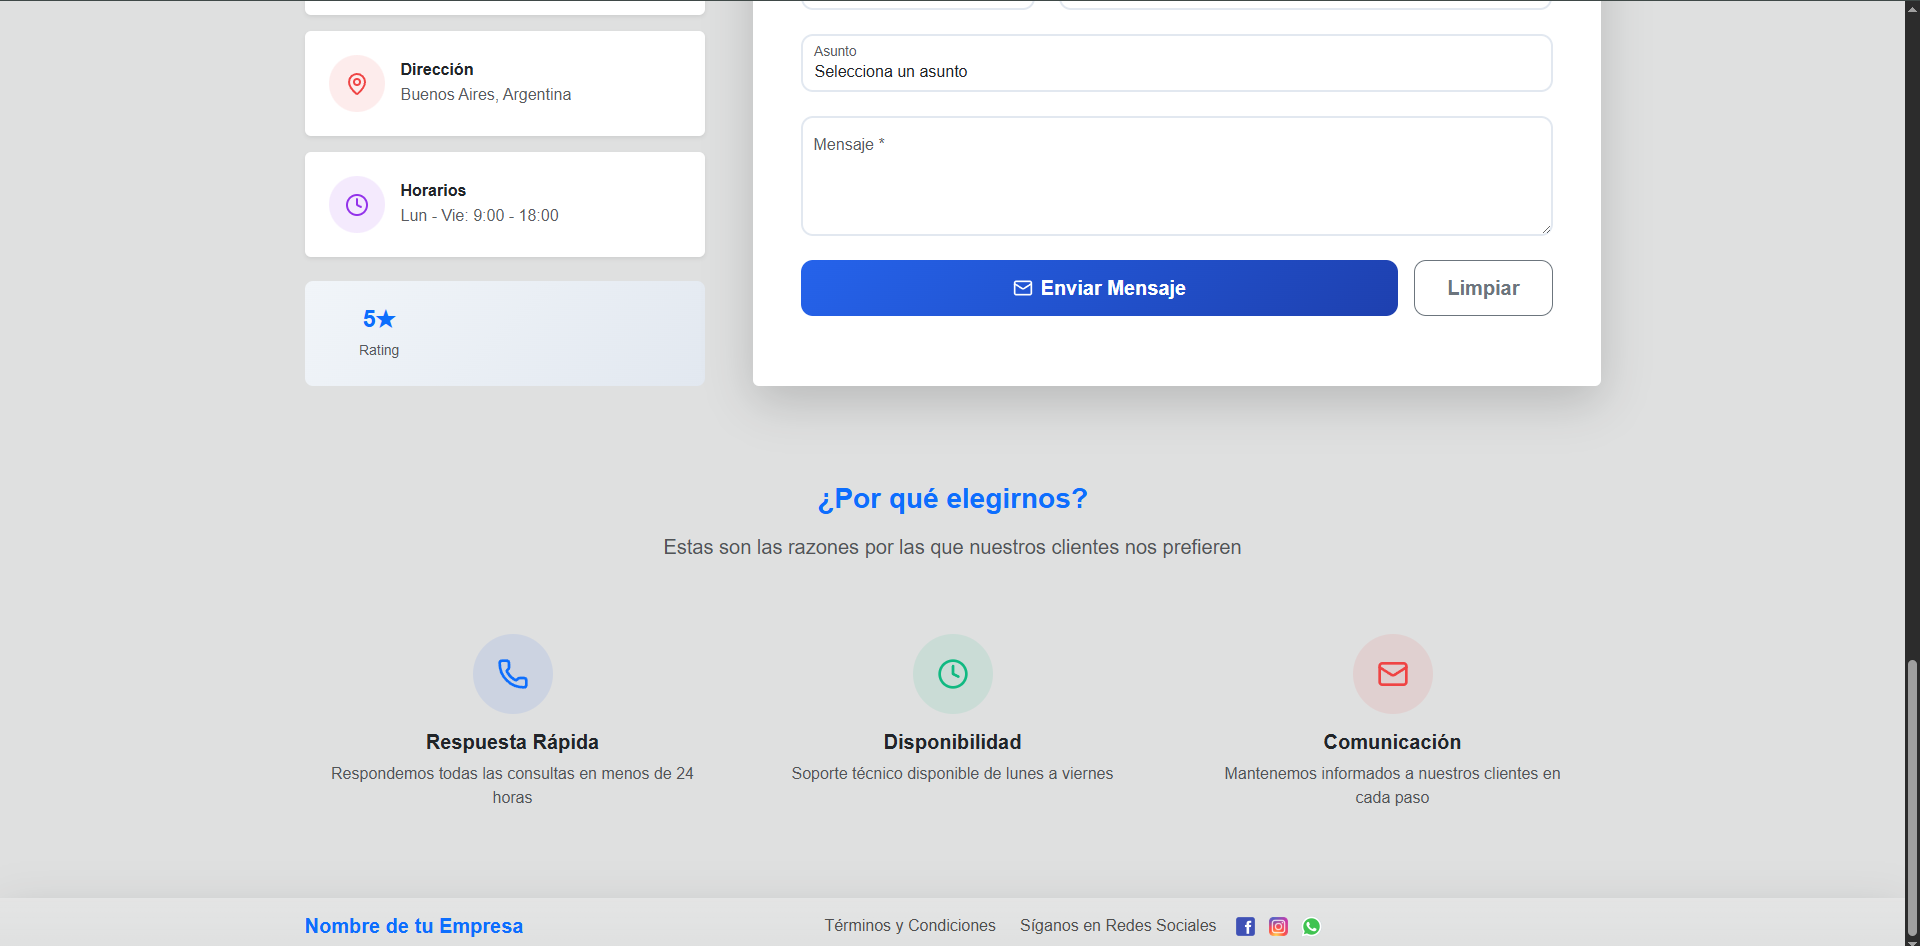 Dirección
Buenos Aires, Argentina
Horarios
Lun - Vie: 9:00 - 18:00
5★
Rating
Asunto
Selecciona un asunto
Mensaje *
Enviar Mensaje
Limpiar
¿Por qué elegirnos?
Estas son las razones por las que nuestros clientes nos prefieren
Respuesta Rápida
Respondemos todas las consultas en menos de 24
horas
Disponibilidad
Soporte técnico disponible de lunes a viernes
Comunicación
Mantenemos informados a nuestros clientes en
cada paso
Nombre de tu Empresa
Términos y Condiciones
Síganos en Redes Sociales